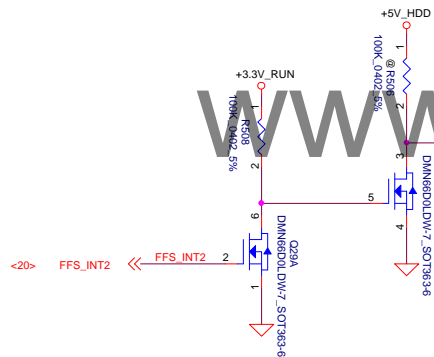 +5V_HDD
1
@ R506
100K_0402_5%
2
+3.3V_RUN
1
R508
100K_0402_5%
2
WWW
3
5
DMN66D0LDW-7_SOT363-6
4
6
Q29A
DMN66D0LDW-7_SOT363-6
<20> FFS_INT2 FFS_INT2 2
1